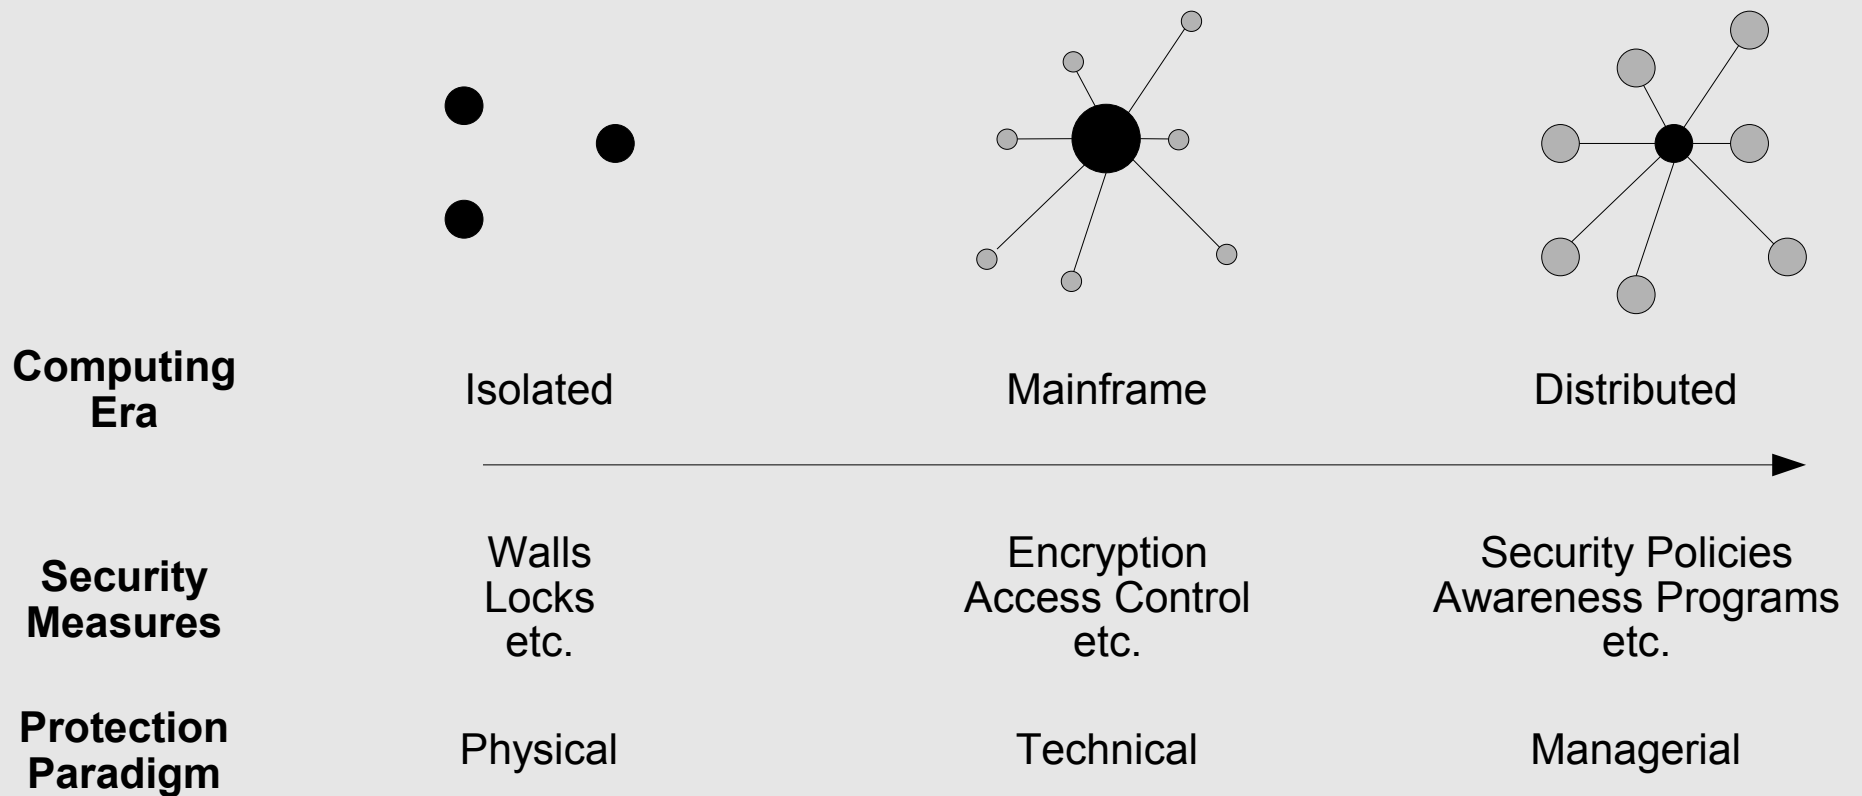 Computing
Era
Isolated
Mainframe
Distributed
Security
Measures
Walls
Locks
etc.
Encryption
Access Control
etc.
Security Policies
Awareness Programs
etc.
Protection
Paradigm
Physical
Technical
Managerial